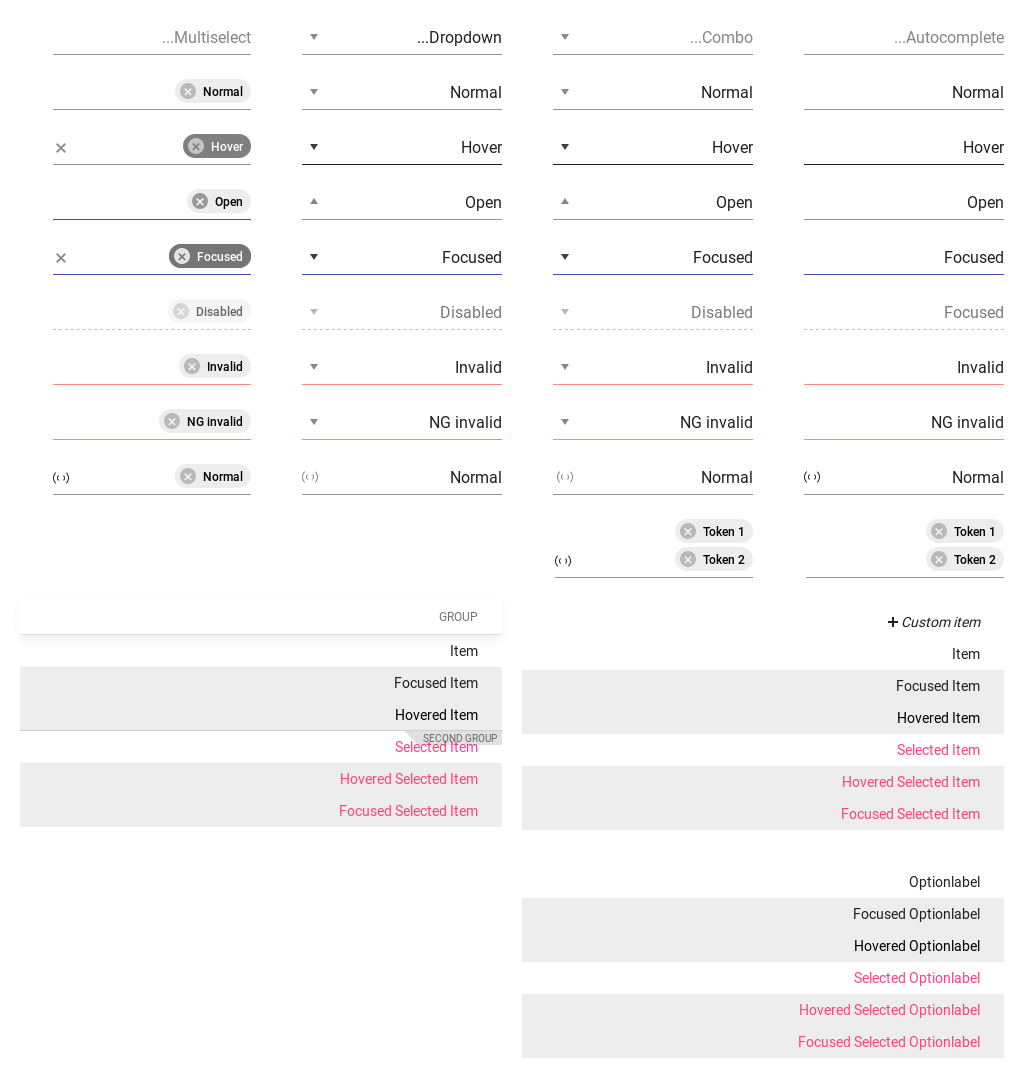 ...Multiselect
...Dropdown
...Combo
...Autocomplete
Normal
Normal
Normal
Normal
Hover
Hover
Hover
Hover
Open
Open
Open
Open
Focused
Focused
Focused
Focused
Disabled
Disabled
Disabled
Focused
Invalid
Invalid
Invalid
Invalid
NG invalid
NG invalid
NG invalid
NG invalid
Normal
Normal
Normal
Normal
Token 1
Token 1
Token 2
Token 2
GROUP
Item
Focused Item
Hovered Item
SECOND GROUP
Selected Item
Hovered Selected Item
Focused Selected Item
Custom item
Item
Focused Item
Hovered Item
Selected Item
Hovered Selected Item
Focused Selected Item
Optionlabel
Focused Optionlabel
Hovered Optionlabel
Selected Optionlabel
Hovered Selected Optionlabel
Focused Selected Optionlabel